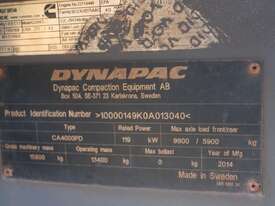 DYNAPAC
Dynapac Compaction Equipment AB
Box 504, SE-371 23 Karlskrona, Sweden
Product Identification Number >10000149K0A013040<
Designation Type Rated Power Max axle load front/rear
CA4000PD 119 kW 9800 / 5900 kg
Gross machinery mass Operating mass Max ballast Year of Mfg
15600 kg 13400 kg 0 kg 2014
Made in Sweden